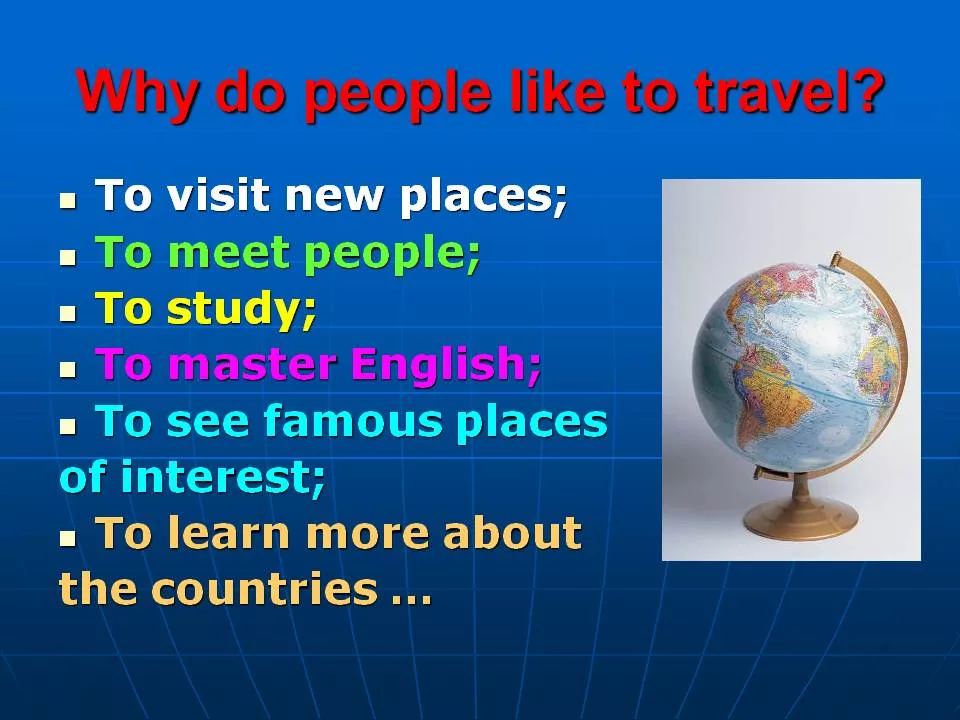 Why do people like to travel?
To visit new places;
To meet people;
To study;
To master English;
To see famous places
of interest;
To learn more about
the countries ...